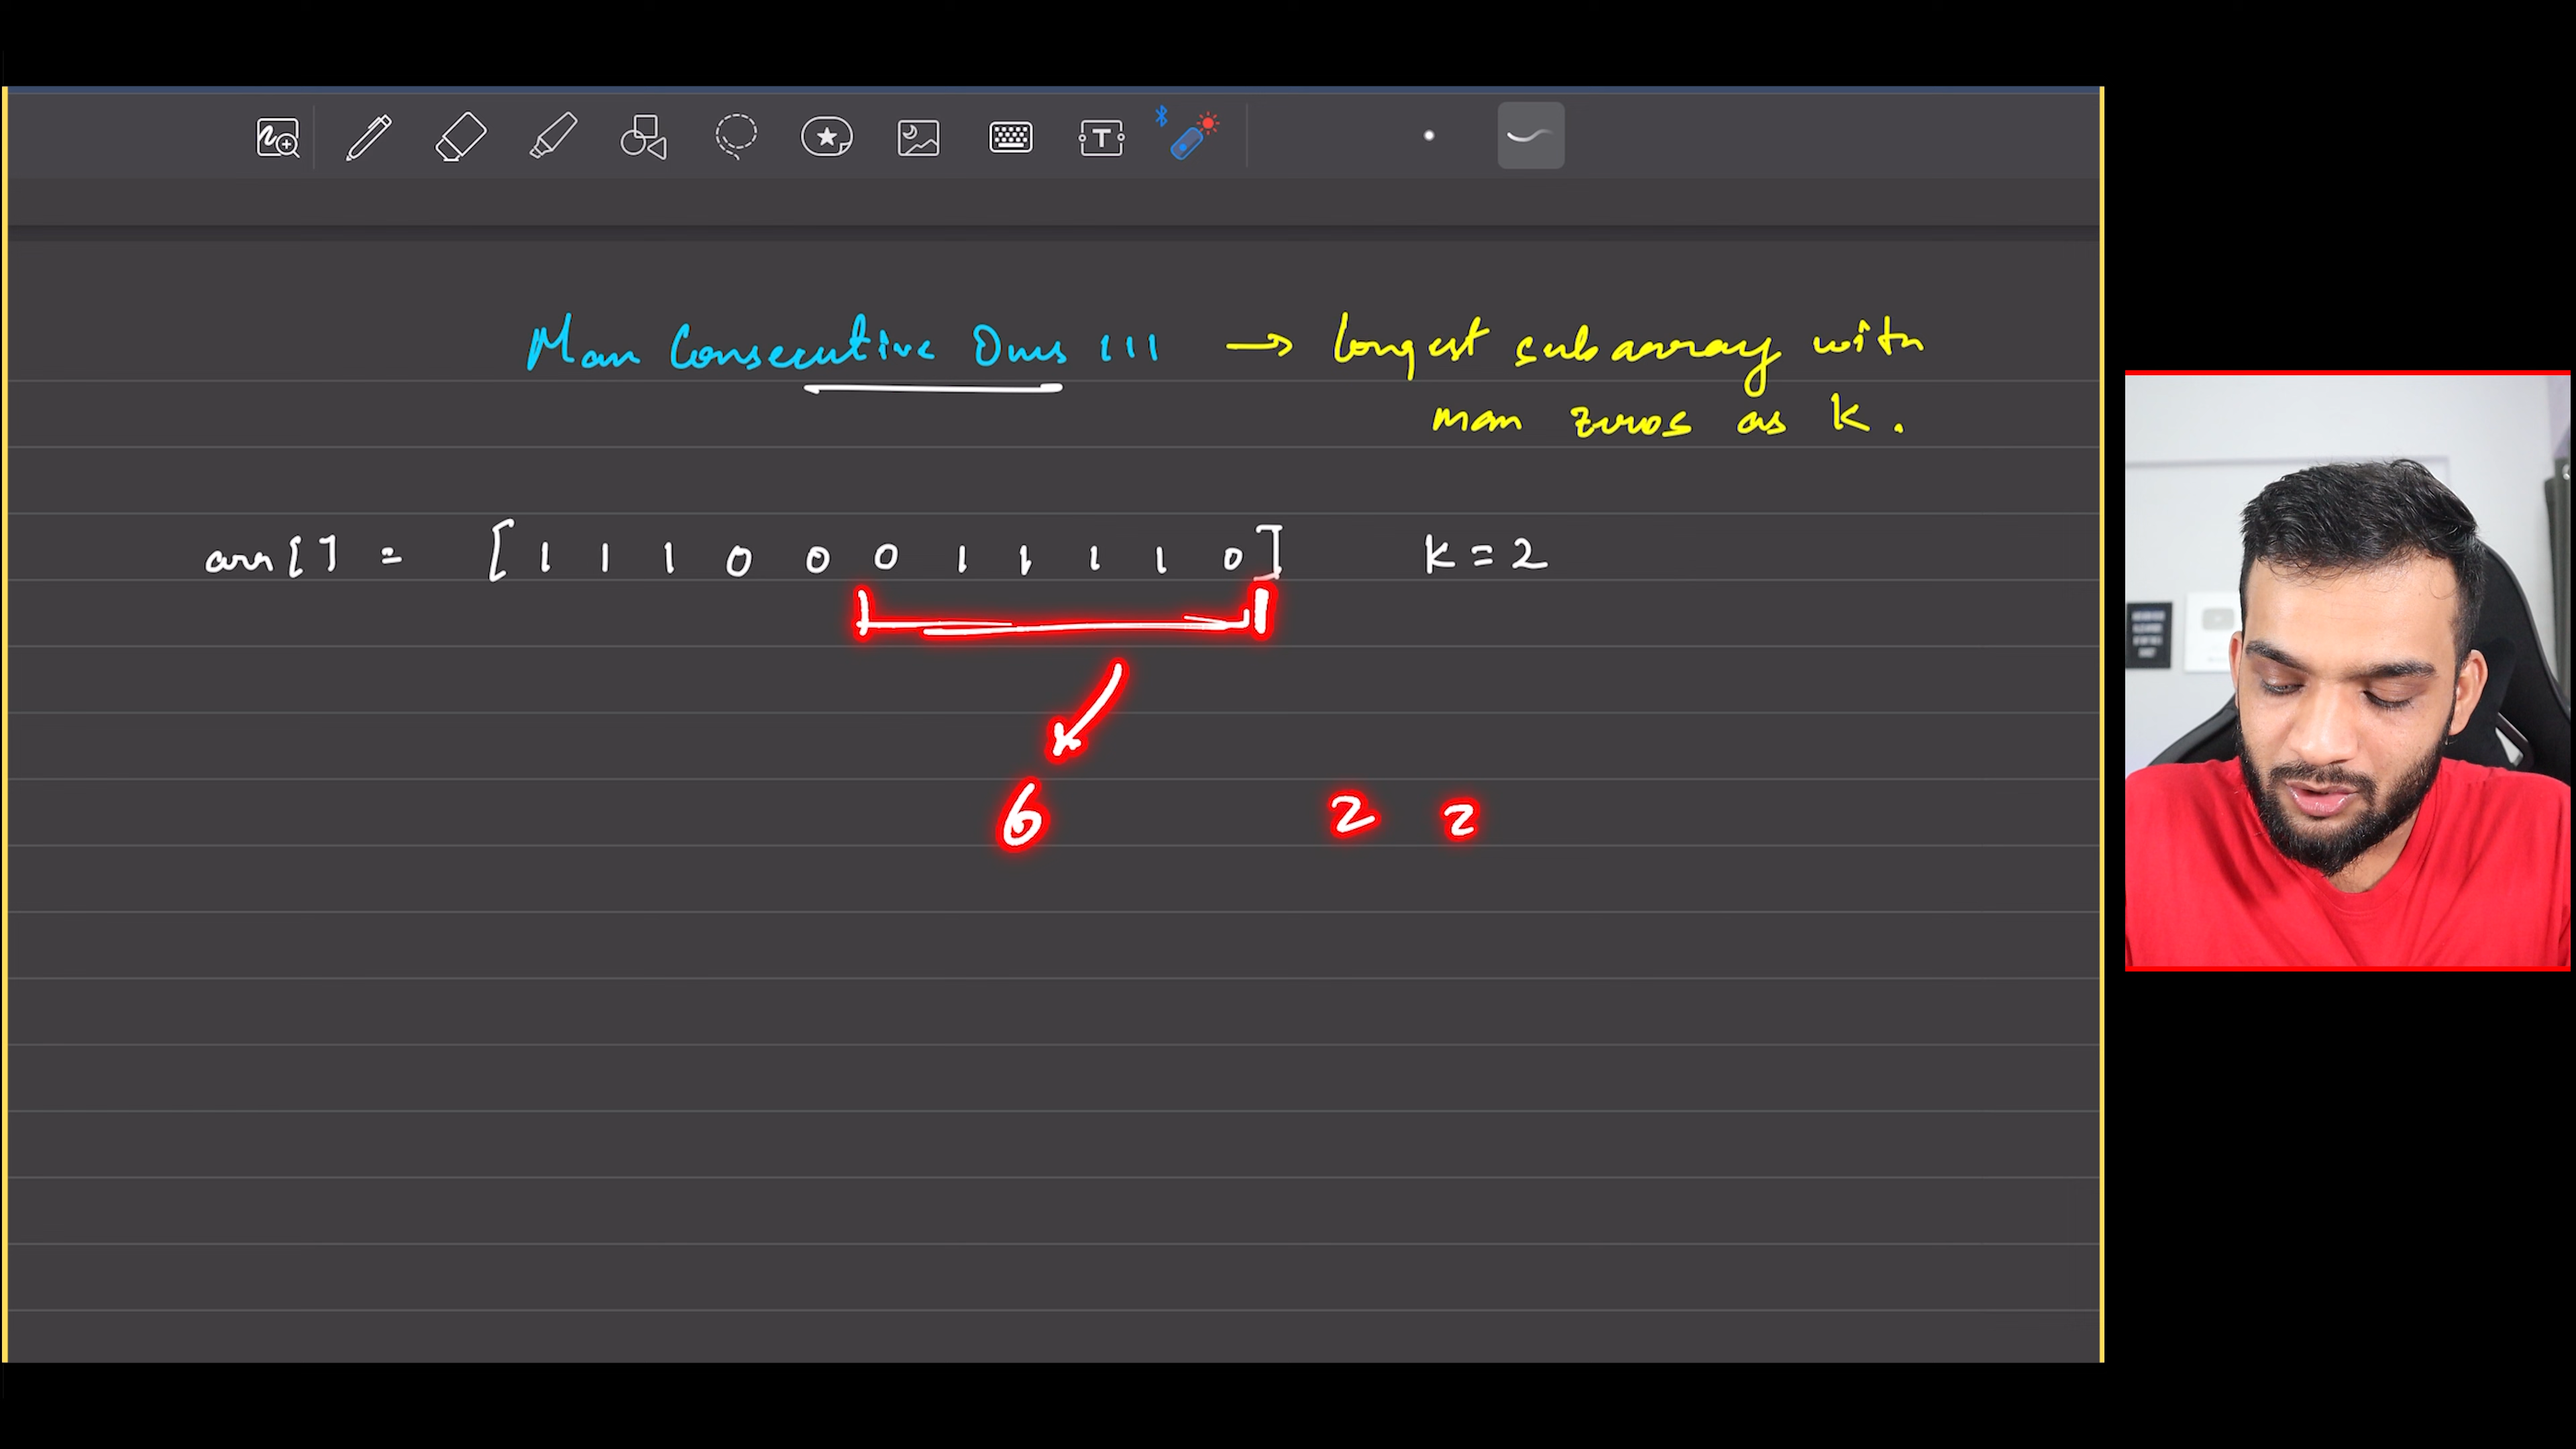 Max Consecutive Ones III → longest subarray with
max zeros as k.
arr[] = [1 1 1 0 0 0 1 1 1 1 0] k = 2
6 2 2